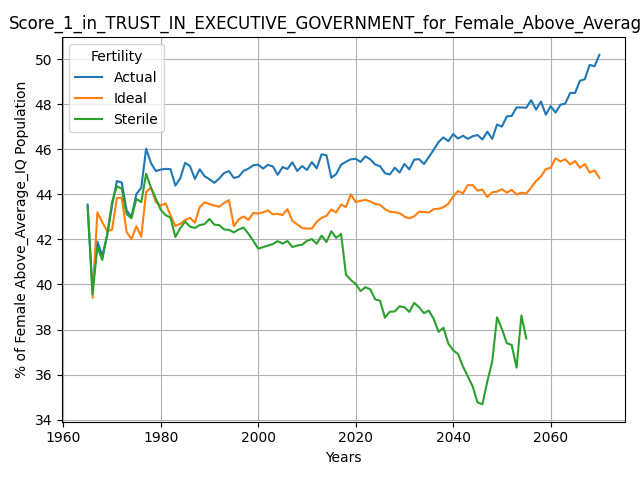 Score_1_in_TRUST_IN_EXECUTIVE_GOVERNMENT_for_Female_Above_Averag
Fertility
Actual
Ideal
Sterile
% of Female Above_Average_IQ Population
50
48
46
44
42
40
38
36
34
1960
1980
2000
2020
2040
2060
Years